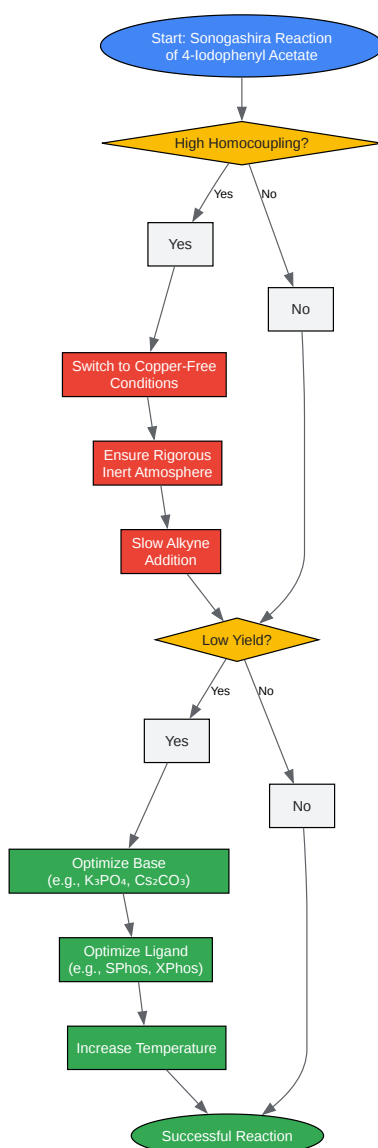 Start: Sonogashira Reaction
of 4-Iodophenyl Acetate
High Homocoupling?
Yes
No
Yes
No
Switch to Copper-Free
Conditions
Ensure Rigorous
Inert Atmosphere
Slow Alkyne
Addition
Low Yield?
Yes
No
Yes
No
Optimize Base
(e.g., K₃PO₄, Cs₂CO₃)
Optimize Ligand
(e.g., SPhos, XPhos)
Increase Temperature
Successful Reaction